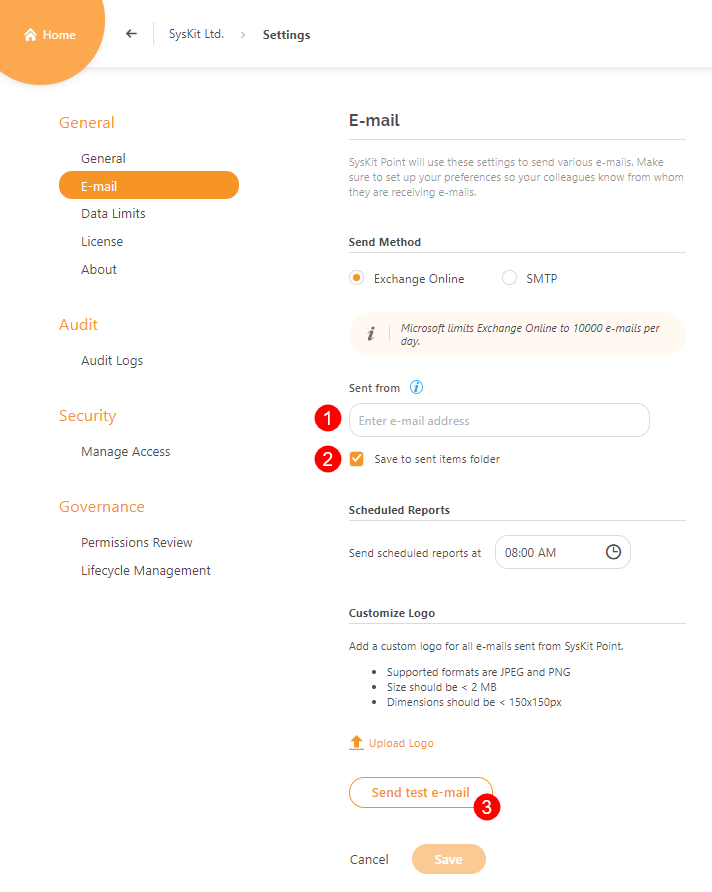 Home
SysKit Ltd. > Settings
General
General
E-mail
Data Limits
License
About
Audit
Audit Logs
Security
Manage Access
Governance
Permissions Review
Lifecycle Management
E-mail
SysKit Point will use these settings to send various e-mails. Make
sure to set up your preferences so your colleagues know from whom
they are receiving e-mails.
Send Method
Exchange Online
SMTP
i
Microsoft limits Exchange Online to 10000 e-mails per
day.
Sent from i
1
Enter e-mail address
2
Save to sent items folder
Scheduled Reports
Send scheduled reports at 08:00 AM
Customize Logo
Add a custom logo for all e-mails sent from SysKit Point.
• Supported formats are JPEG and PNG
• Size should be < 2 MB
• Dimensions should be < 150x150px
Upload Logo
Send test e-mail
3
Cancel Save